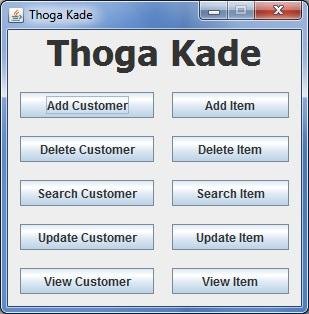 Thoga Kade
Thoga Kade
Add Customer Add Item
Delete Customer Delete Item
Search Customer Search Item
Update Customer Update Item
View Customer View Item